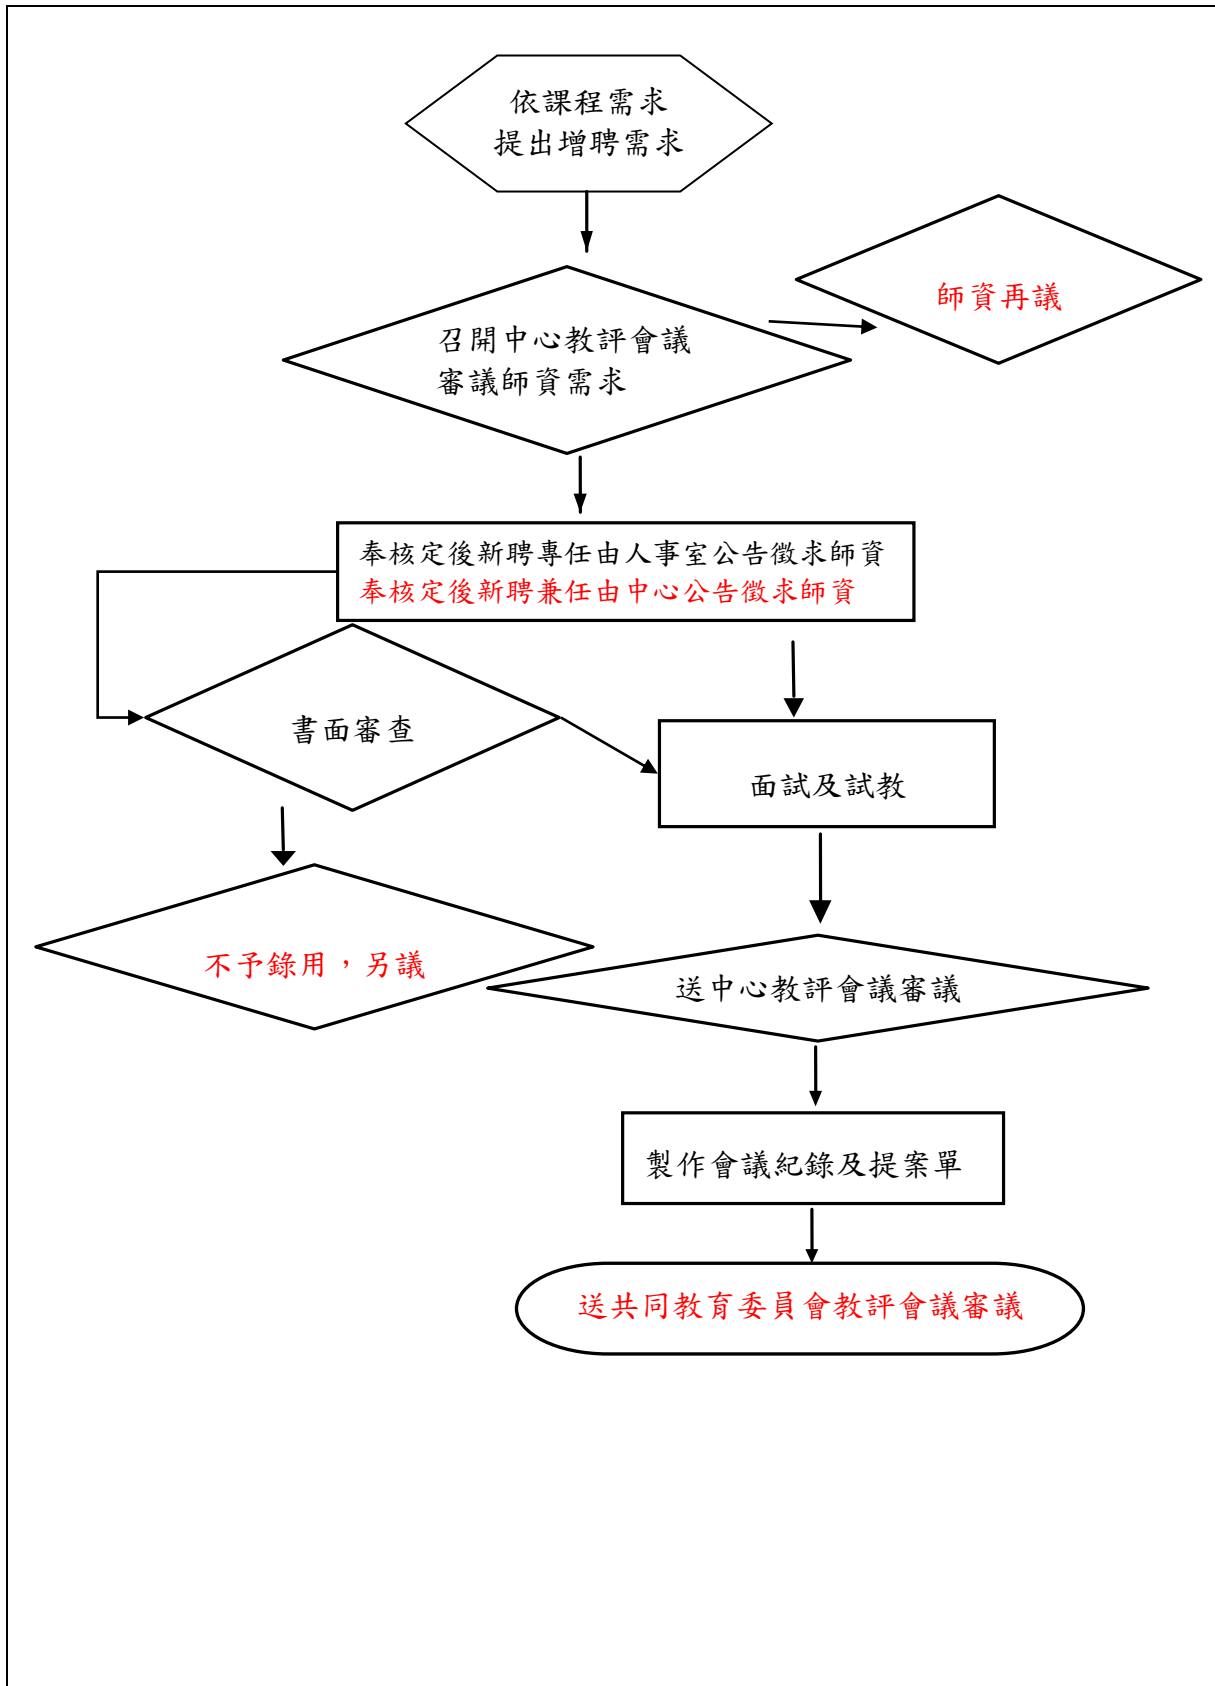 依課程需求
提出增聘需求
師資再議
召開中心教評會議
審議師資需求
奉核定後新聘專任由人事室公告徵求師資
奉核定後新聘兼任由中心公告徵求師資
書面審查
面試及試教
不予錄用，另議
送中心教評會議審議
製作會議紀錄及提案單
送共同教育委員會教評會議審議